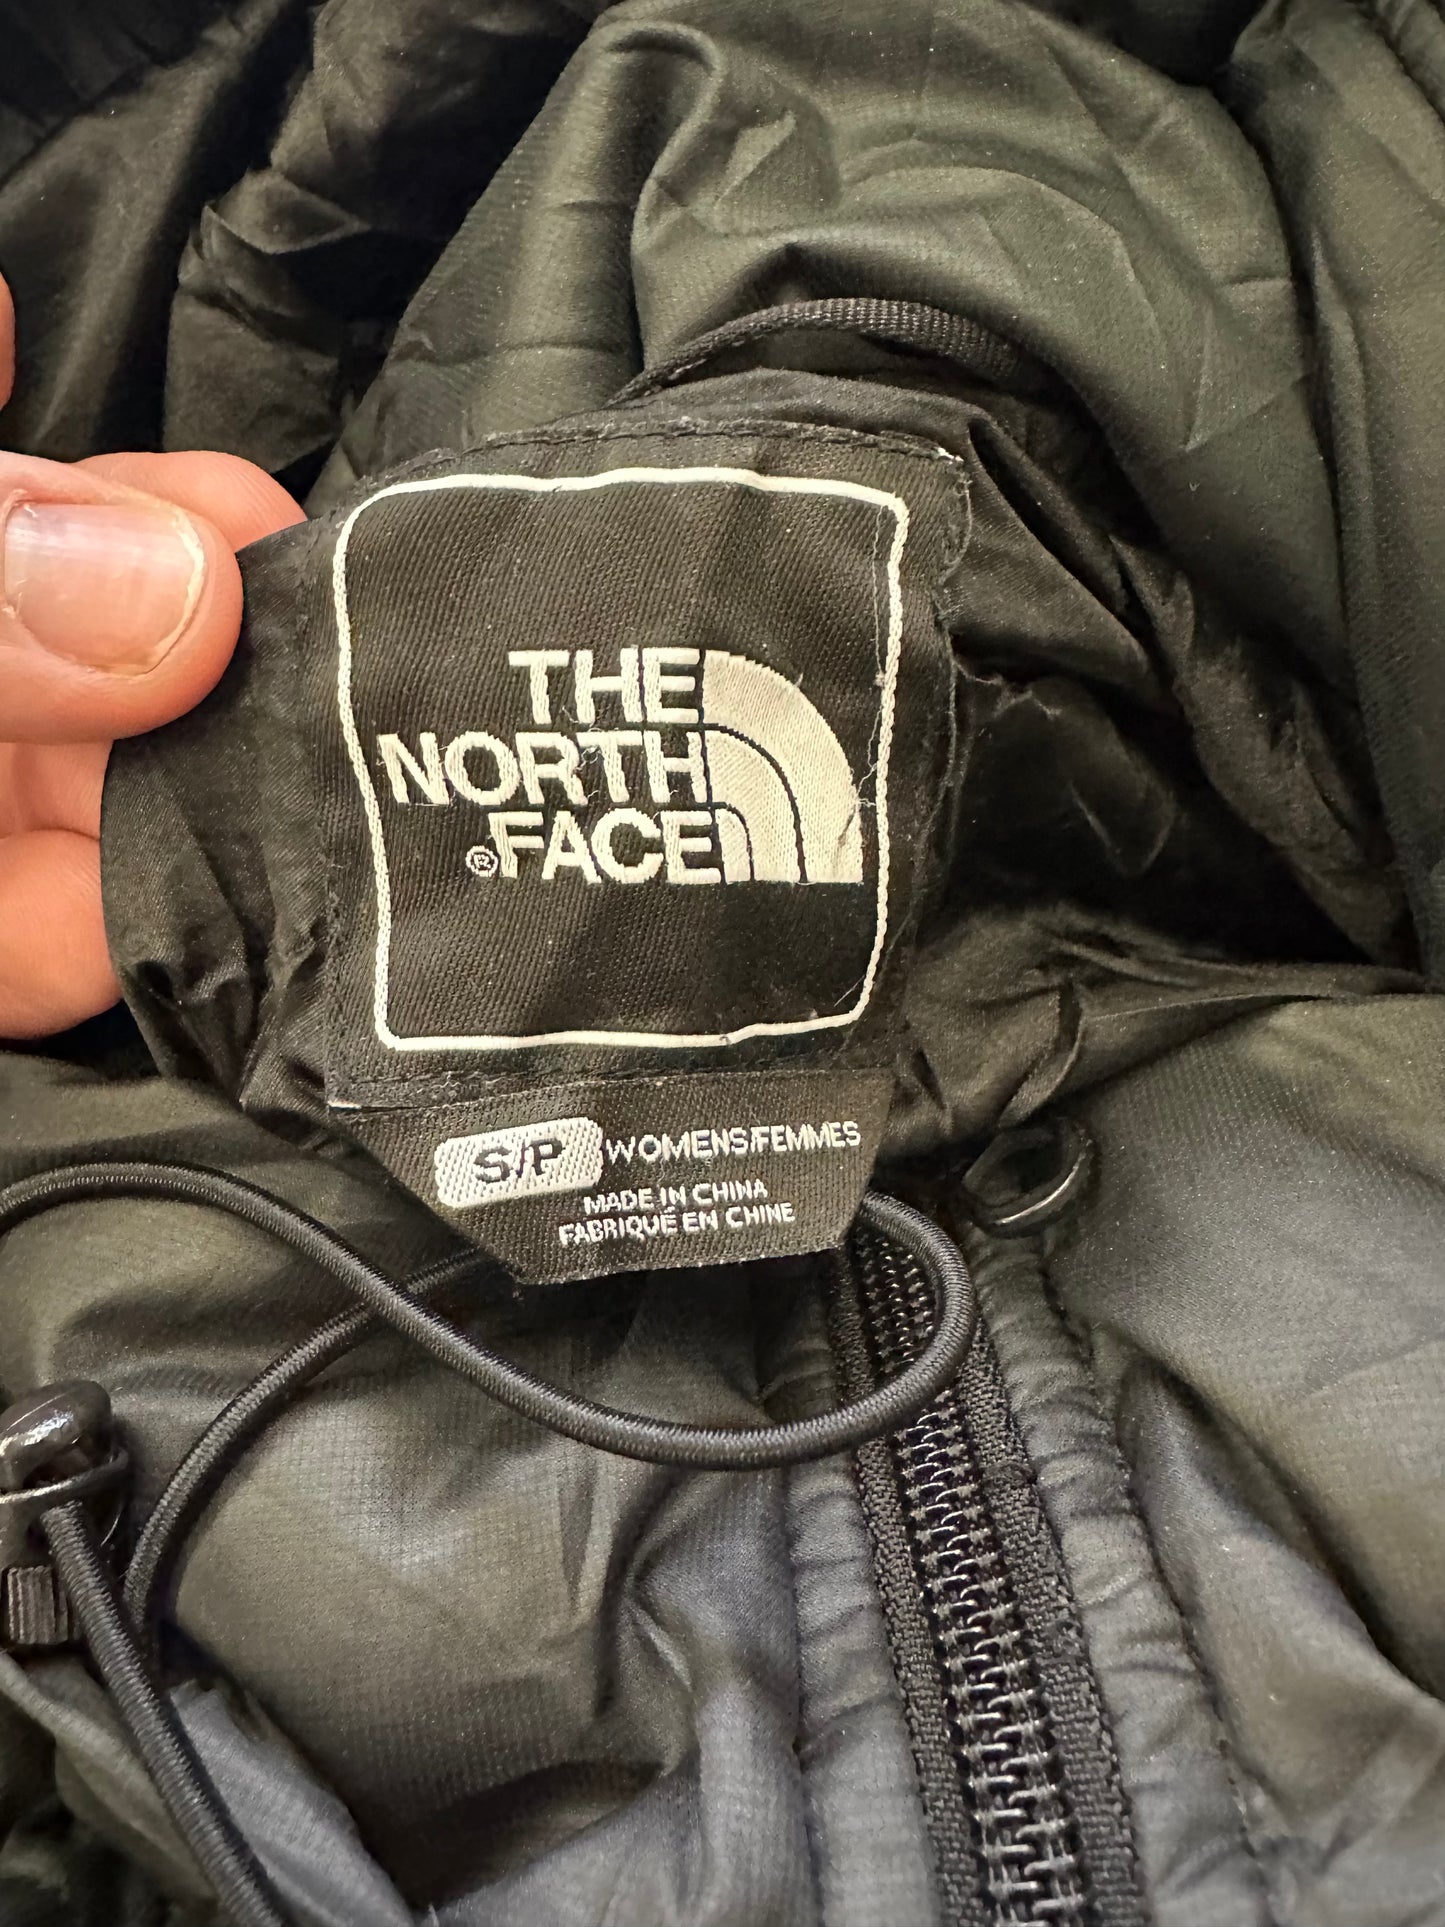 THE
NORTH
®FACE
S/P WOMENS/FEMMES
MADE IN CHINA
FABRIQUÉ EN CHINE